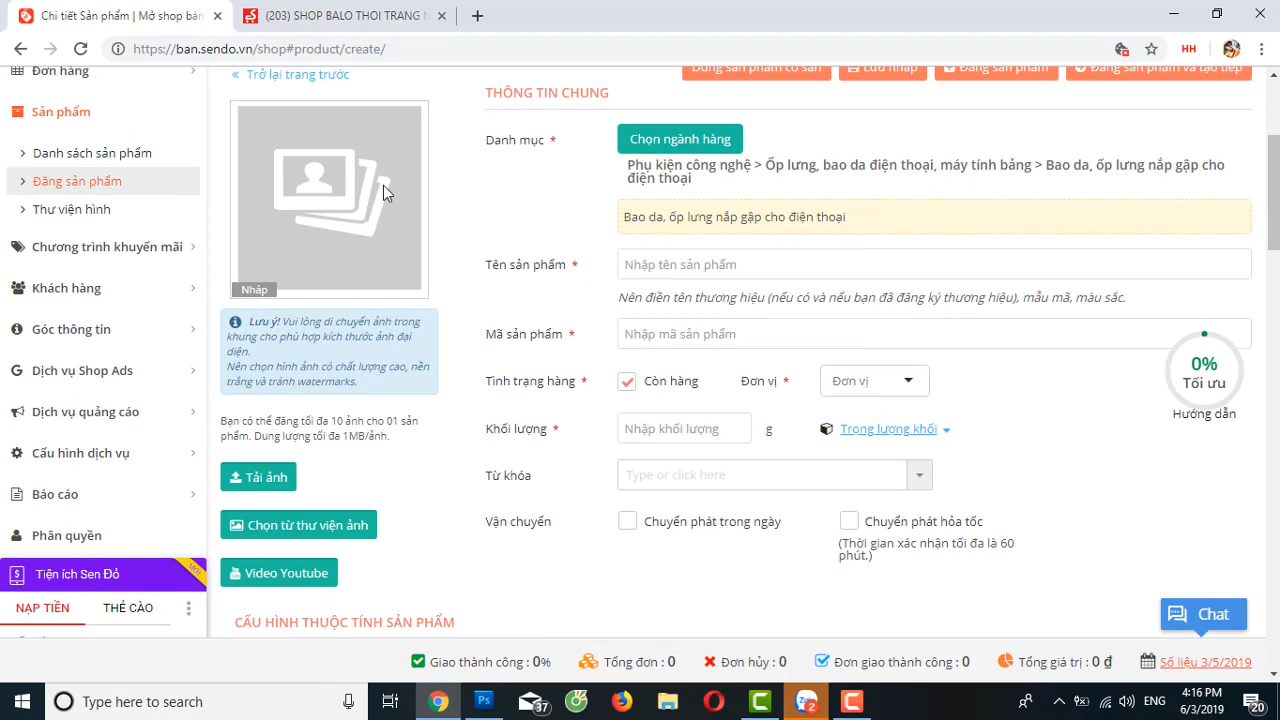 Chi tiết Sản phẩm | Mở shop bán
(203) SHOP BALO THOI TRANG N
https://ban.sendo.vn/shop#product/create/
HH
Đơn hàng
Sản phẩm
Danh sách sản phẩm
Đăng sản phẩm
Thư viện hình
Chương trình khuyến mãi
Khách hàng
Góc thông tin
Dịch vụ Shop Ads
Dịch vụ quảng cáo
Cấu hình dịch vụ
Báo cáo
Phân quyền
Tiện ích Sen Đỏ
MỚI
NẠP TIỀN
THẺ CÀO
« Trở lại trang trước
Dùng sản phẩm có sẵn
Lưu nháp
Đăng sản phẩm
Đăng sản phẩm và tạo tiếp
Nháp
Lưu ý! Vui lòng di chuyển ảnh trong
khung cho phù hợp kích thước ảnh đại
diện.
Nên chọn hình ảnh có chất lượng cao, nền
trắng và tránh watermarks.
Bạn có thể đăng tối đa 10 ảnh cho 01 sản
phẩm. Dung lượng tối đa 1MB/ảnh.
Tải ảnh
Chọn từ thư viện ảnh
Video Youtube
THÔNG TIN CHUNG
Danh mục *
Chọn ngành hàng
Phụ kiện công nghệ > Ốp lưng, bao da điện thoại, máy tính bảng > Bao da, ốp lưng nắp gập cho
điện thoại
Bao da, ốp lưng nắp gập cho điện thoại
Tên sản phẩm *
Nhập tên sản phẩm
Nên điền tên thương hiệu (nếu có và nếu bạn đã đăng ký thương hiệu), mẫu mã, màu sắc.
Mã sản phẩm *
Nhập mã sản phẩm
Tình trạng hàng *
Còn hàng
Đơn vị *
Đơn vị
Khối lượng *
Nhập khối lượng
g
Trọng lượng khối
Từ khóa
Type or click here
Vận chuyển
Chuyển phát trong ngày
Chuyển phát hỏa tốc
(Thời gian xác nhận tối đa là 60
phút.)
0%
Tối ưu
Hướng dẫn
CẤU HÌNH THUỘC TÍNH SẢN PHẨM
Chat
Giao thành công : 0%
Tổng đơn : 0
Đơn hủy : 0
Đơn giao thành công : 0
Tổng giá trị : 0 đ
Số liệu 3/5/2019
Type here to search
37
2
ENG
4:16 PM
6/3/2019
20